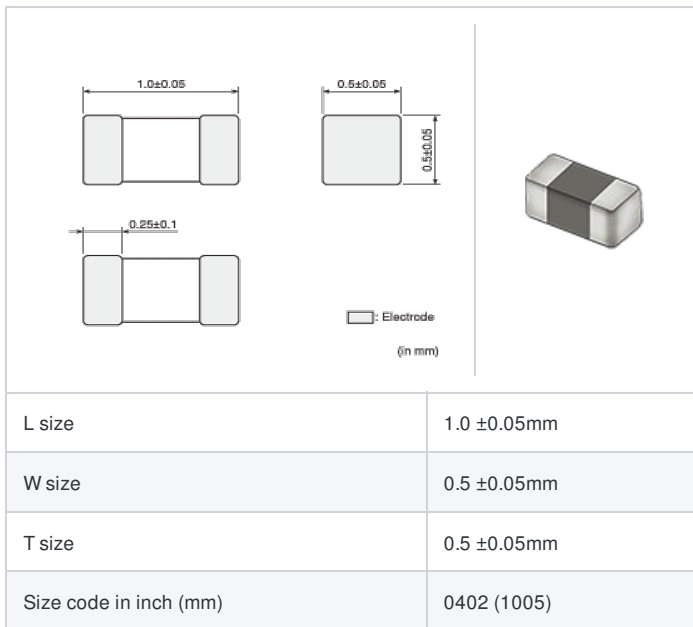 1.0±0.05
0.5±0.05
0.5±0.05
0.25±0.1
: Electrode
(in mm)
L size 1.0 ±0.05mm
W size 0.5 ±0.05mm
T size 0.5 ±0.05mm
Size code in inch (mm) 0402 (1005)